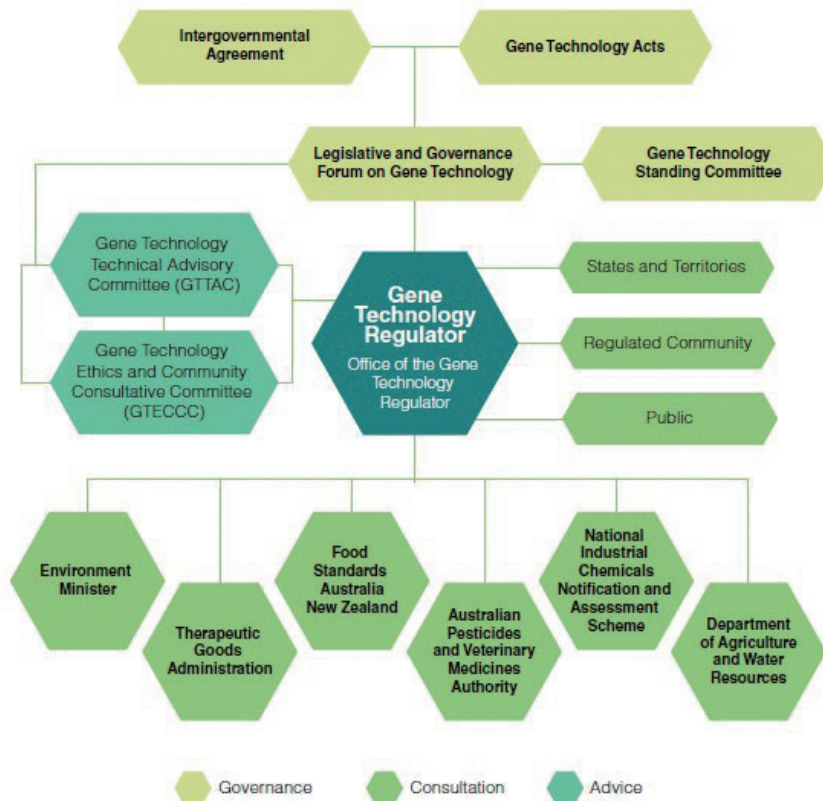 Intergovernmental
Agreement
Gene Technology Acts
Legislative and Governance
Forum on Gene Technology
Gene Technology
Standing Committee
Gene Technology
Technical Advisory
Committee (GTTAC)
Gene Technology
Ethics and Community
Consultative Committee
(GTECCC)
Gene
Technology
Regulator
Office of the Gene
Technology
Regulator
States and Territories
Regulated Community
Public
Environment
Minister
Therapeutic
Goods
Administration
Food
Standards
Australia
New Zealand
Australian
Pesticides
and Veterinary
Medicines
Authority
National
Industrial
Chemicals
Notification and
Assessment
Scheme
Department
of Agriculture
and Water
Resources
Governance
Consultation
Advice